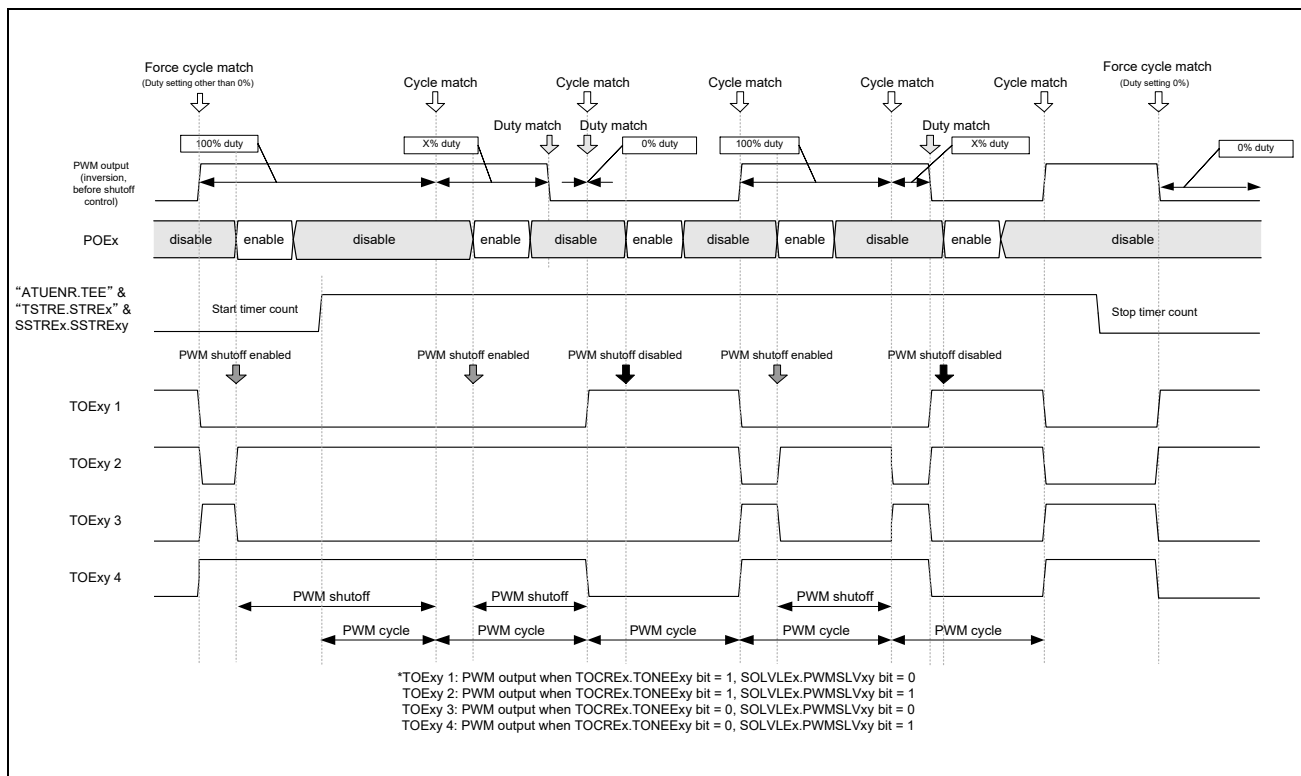 Force cycle match
(Duty setting other than 0%)
Cycle match
Cycle match
Cycle match
Cycle match
Cycle match
Force cycle match
(Duty setting 0%)
Duty match
Duty match
Duty match
100% duty
X% duty
0% duty
100% duty
X% duty
0% duty
PWM output
(inversion,
before shutoff
control)
POEx
disable
enable
disable
enable
disable
enable
disable
enable
disable
enable
disable
“ATUENR.TEE” &
“TSTRE.STREx” &
SSTREx.SSTRExy
Start timer count
Stop timer count
PWM shutoff enabled
PWM shutoff enabled
PWM shutoff disabled
PWM shutoff enabled
PWM shutoff disabled
TOExy 1
TOExy 2
TOExy 3
TOExy 4
PWM shutoff
PWM shutoff
PWM shutoff
PWM cycle
PWM cycle
PWM cycle
PWM cycle
PWM cycle
*TOExy 1: PWM output when TOCREx.TONEExy bit = 1, SOLVLEx.PWMSLVxy bit = 0
TOExy 2: PWM output when TOCREx.TONEExy bit = 1, SOLVLEx.PWMSLVxy bit = 1
TOExy 3: PWM output when TOCREx.TONEExy bit = 0, SOLVLEx.PWMSLVxy bit = 0
TOExy 4: PWM output when TOCREx.TONEExy bit = 0, SOLVLEx.PWMSLVxy bit = 1